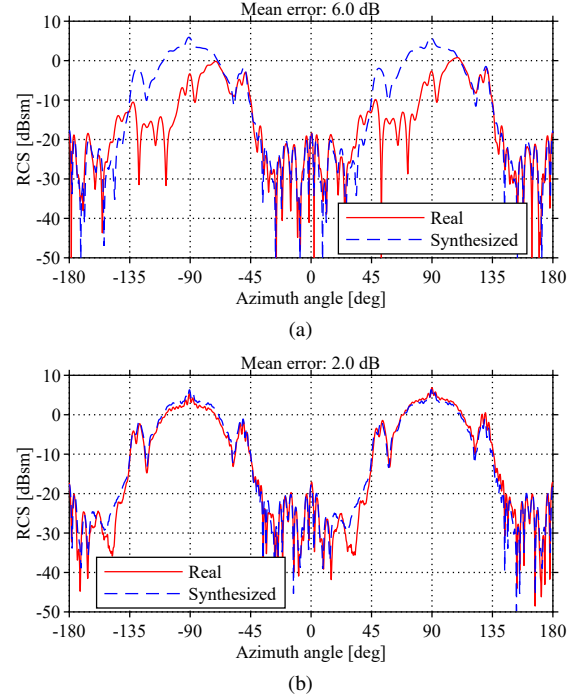 Mean error: 6.0 dB
10
0
-10
-20
-30
-40
-50
RCS [dBsm]
Real
Synthesized
-180 -135 -90 -45 0 45 90 135 180
Azimuth angle [deg]
(a)
Mean error: 2.0 dB
10
0
-10
-20
-30
-40
-50
RCS [dBsm]
Real
Synthesized
-180 -135 -90 -45 0 45 90 135 180
Azimuth angle [deg]
(b)